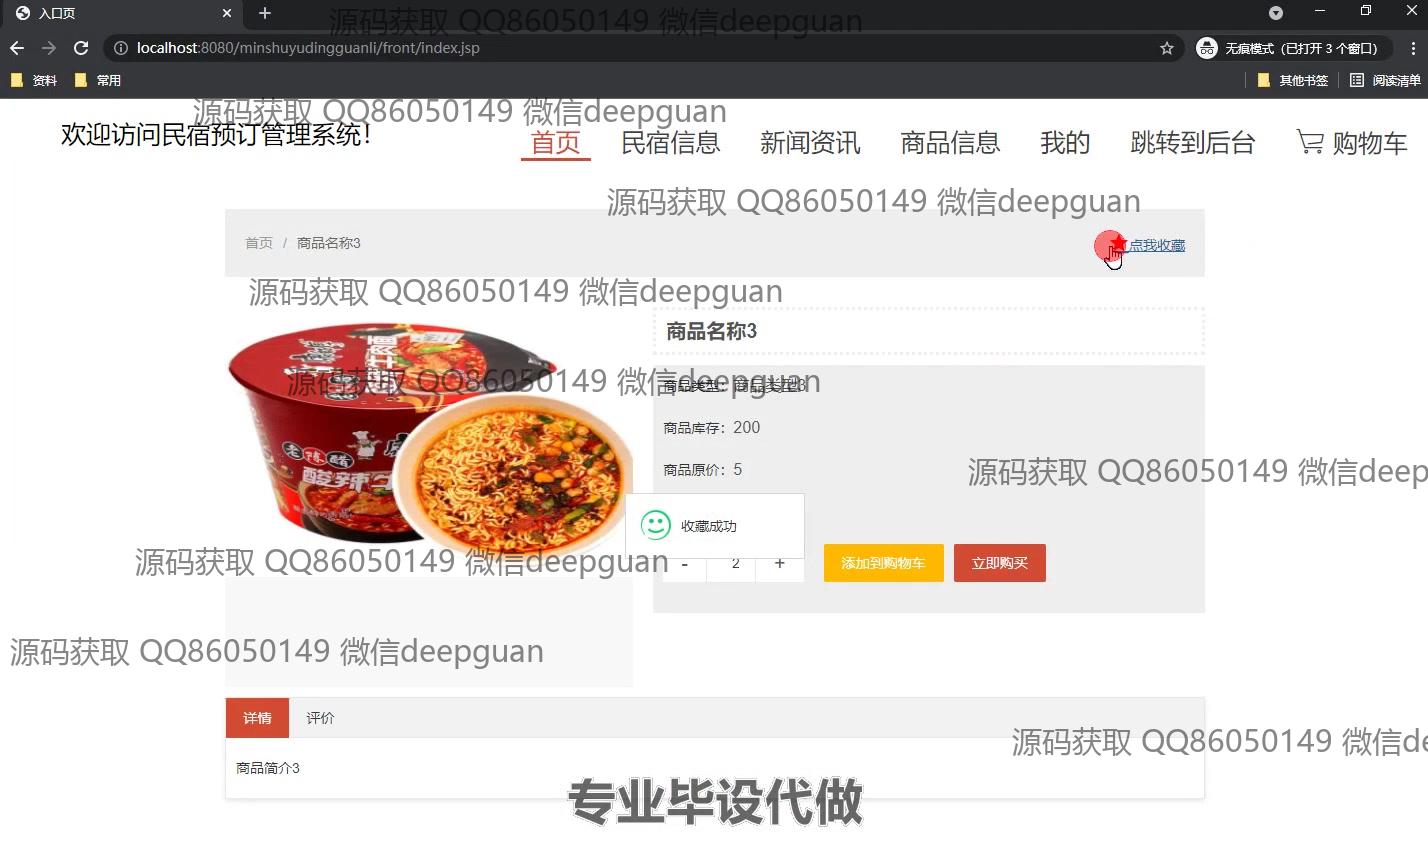 入口页
源码获取 QQ86050149 微信deepguan
localhost:8080/minshuyudingguanli/front/index.jsp
无痕模式（已打开 3 个窗口）
资料
常用
其他书签
阅读清单
源码获取 QQ86050149 微信deepguan
欢迎访问民宿预订管理系统！
首页
民宿信息
新闻资讯
商品信息
我的
跳转到后台
购物车
源码获取 QQ86050149 微信deepguan
首页 / 商品名称3
点我收藏
源码获取 QQ86050149 微信deepguan
商品名称3
源码获取 QQ86050149 微信deepguan
商品类型：商品类型3
商品库存：200
商品原价：5
源码获取 QQ86050149 微信deep
老陈醋
酸辣牛
收藏成功
源码获取 QQ86050149 微信deepguan
- 2 +
添加到购物车
立即购买
源码获取 QQ86050149 微信deepguan
详情
评价
源码获取 QQ86050149 微信de
商品简介3
专业毕设代做